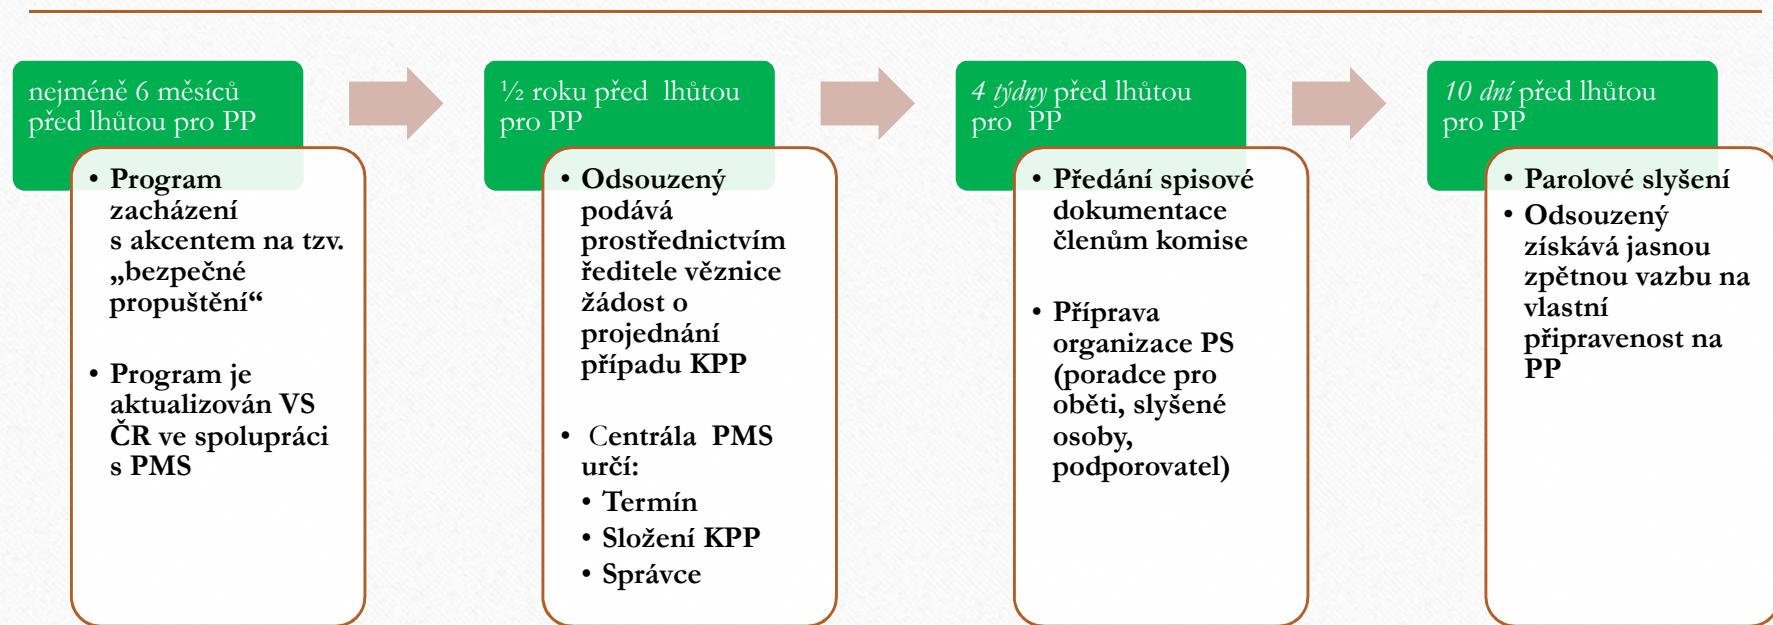 nejméně 6 měsíců
před lhůtou pro PP
• Program
zacházení
s akcentem na tzv.
„bezpečné
propuštění“
• Program je
aktualizován VS
ČR ve spolupráci
s PMS
½ roku před lhůtou
pro PP
• Odsouzený
podává
prostřednictvím
ředitele věznice
žádost o
projednání
případu KPP
• Centrála PMS
určí:
• Termín
• Složení KPP
• Správce
4 týdny před lhůtou
pro PP
• Předání spisové
dokumentace
členům komise
• Příprava
organizace PS
(poradce pro
oběti, slyšené
osoby,
podporovatel)
10 dní před lhůtou
pro PP
• Parolové slyšení
• Odsouzený
získává jasnou
zpětnou vazbu na
vlastní
připravenost na
PP